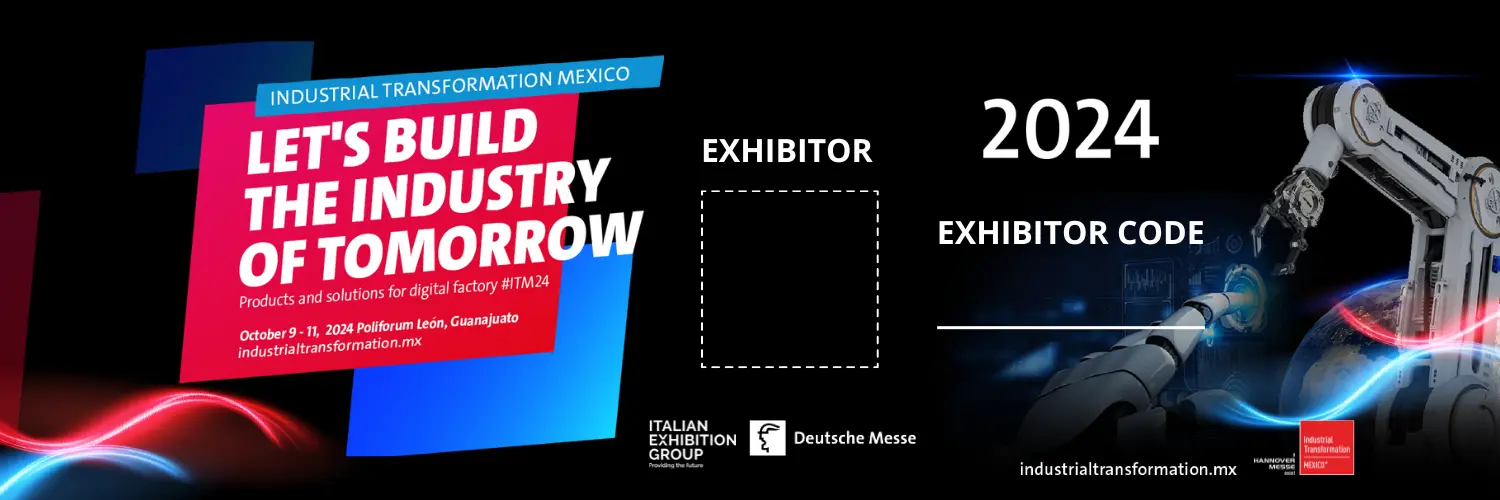 INDUSTRIAL TRANSFORMATION MEXICO
LET'S BUILD
THE INDUSTRY
OF TOMORROW
Products and solutions for digital factory #ITM24
October 9 - 11, 2024 Poliforum León, Guanajuato
industrialtransformation.mx
EXHIBITOR
2024
EXHIBITOR CODE
ITALIAN
EXHIBITION
GROUP
Providing the future
Deutsche Messe
industrialtransformation.mx
HANNOVER
MESSE
Industrial
Transformation
MEXICO